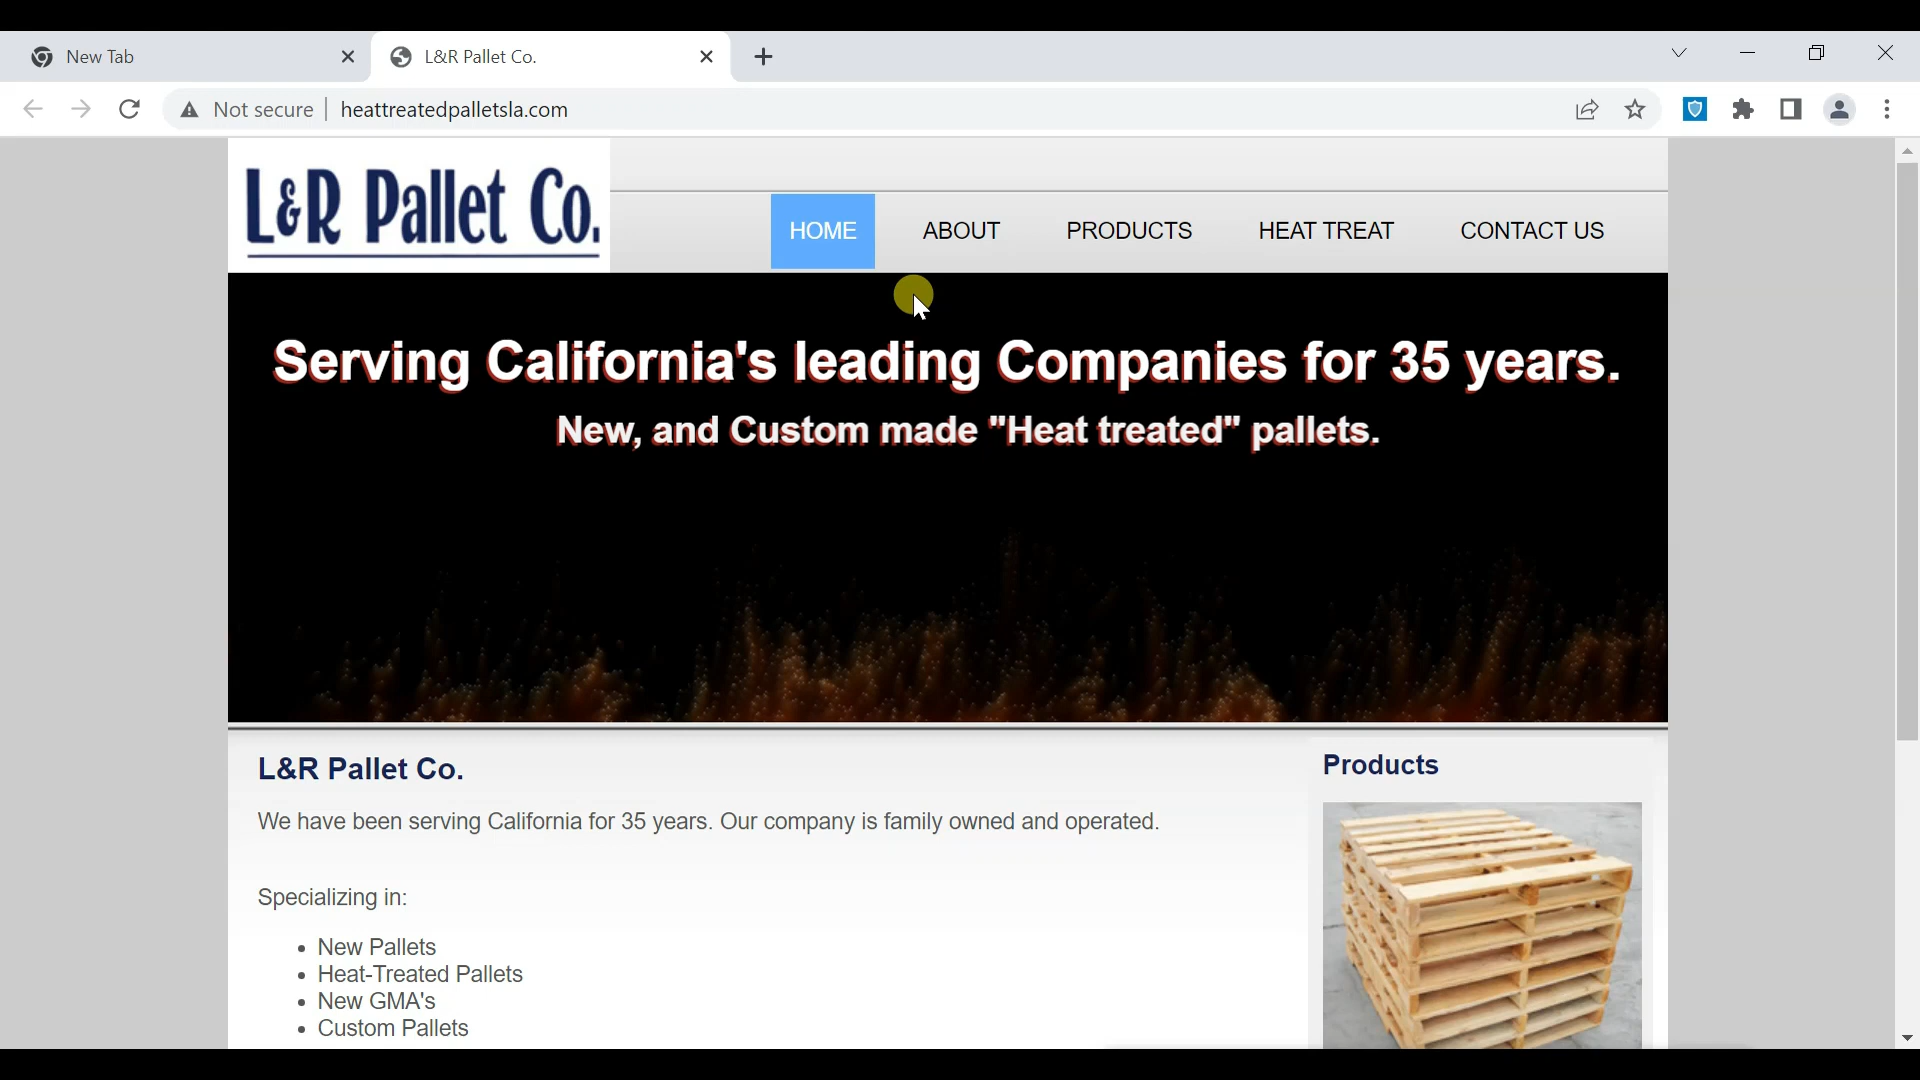 New Tab
L&R Pallet Co.
Not secure
heattreatedpalletsla.com
L&R Pallet Co.
HOME
ABOUT
PRODUCTS
HEAT TREAT
CONTACT US
Serving California's leading Companies for 35 years.
New, and Custom made "Heat treated" pallets.
L&R Pallet Co.
We have been serving California for 35 years. Our company is family owned and operated.
Specializing in:
• New Pallets
• Heat-Treated Pallets
• New GMA's
• Custom Pallets
Products